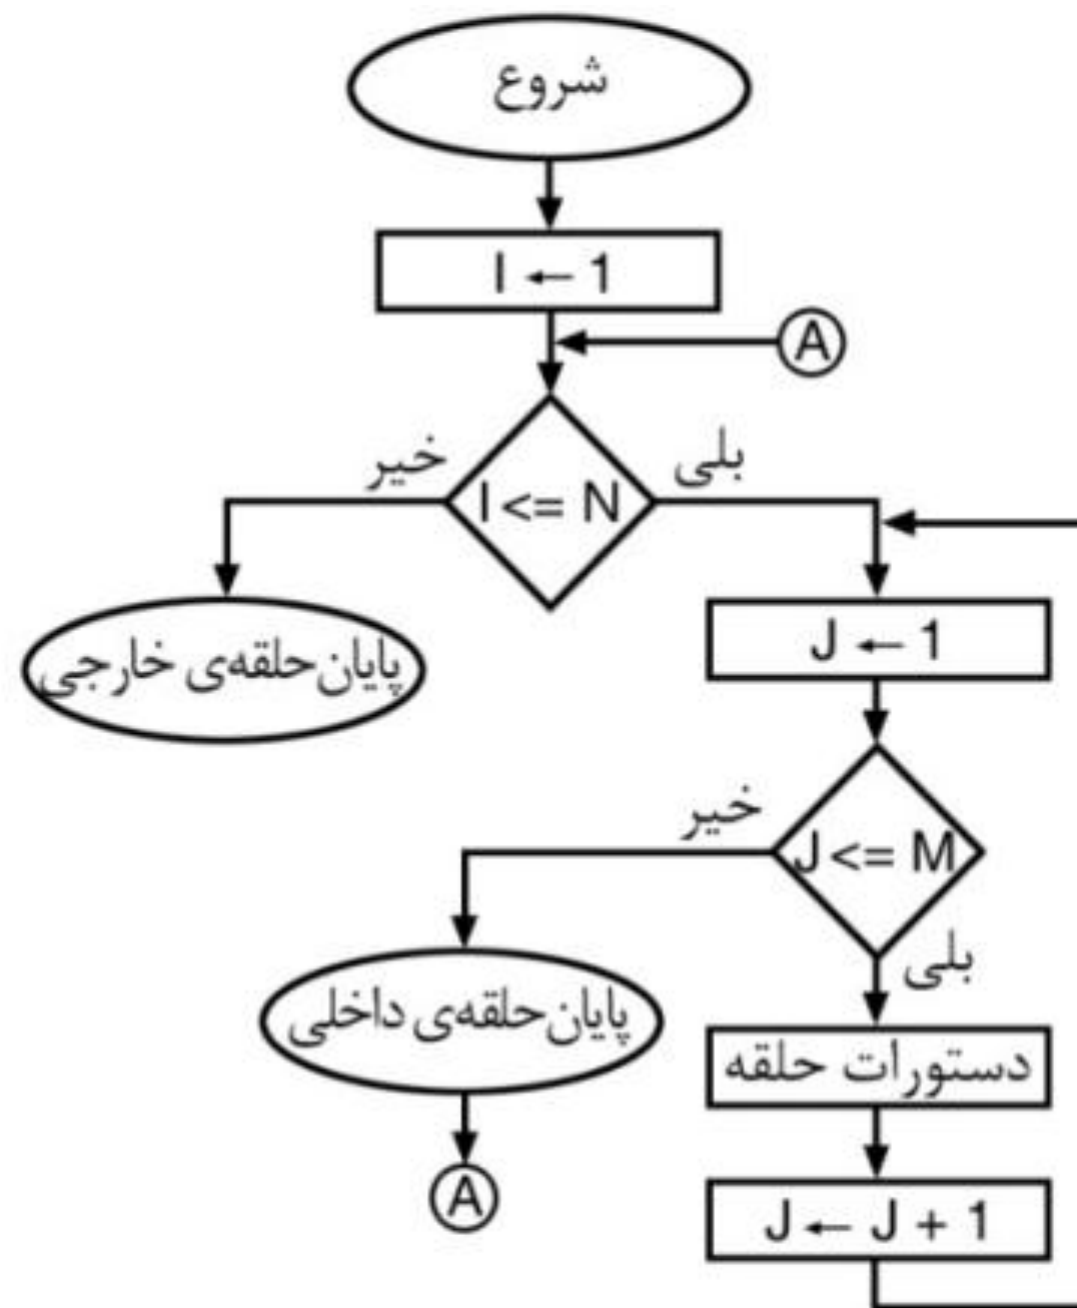 شروع
I ← 1
A
خیر
بلی
I <= N
پایان حلقه‌ی خارجی
J ← 1
خیر
J <= M
بلی
پایان حلقه‌ی داخلی
دستورات حلقه
A
J ← J + 1